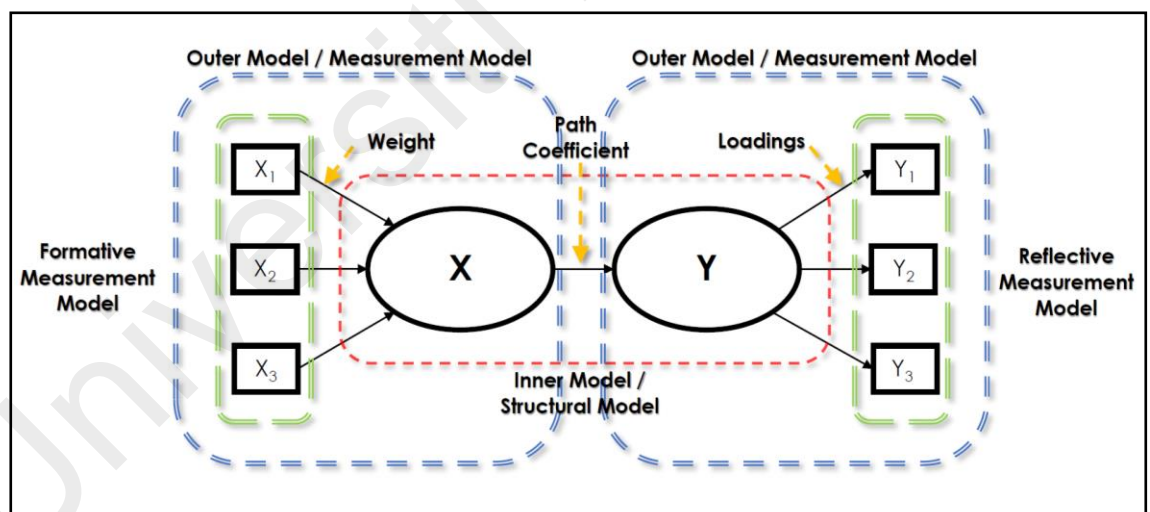 Outer Model / Measurement Model
Outer Model / Measurement Model
Weight
Path
Coefficient
Loadings
X1
X2
X3
X
Y
Y1
Y2
Y3
Formative
Measurement
Model
Reflective
Measurement
Model
Inner Model /
Structural Model